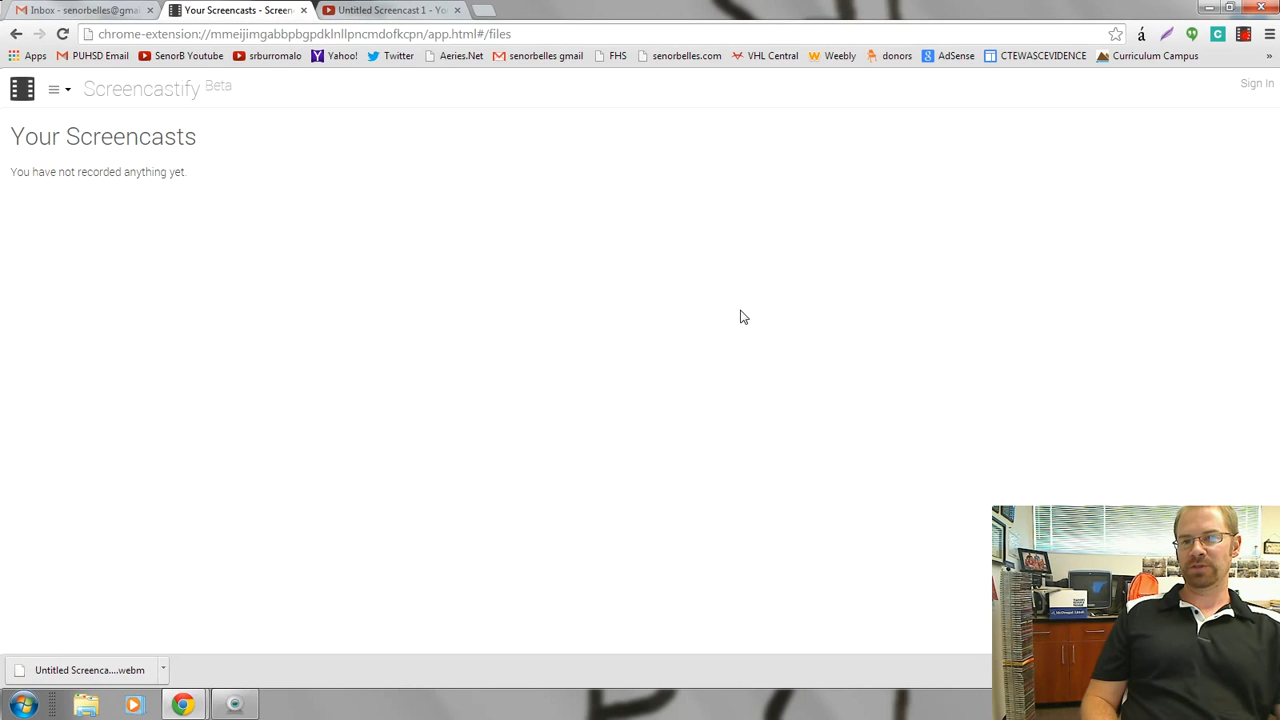 Inbox - senorbelles@gmai
Your Screencasts - Screen
Untitled Screencast 1 - Yo
chrome-extension://mmeijimgabbpbgpdklnllpncmdofkcpn/app.html#/files
Apps PUHSD Email SenorB Youtube srburromalo Yahoo! Twitter Aeries.Net senorbelles gmail FHS senorbelles.com VHL Central Weebly donors AdSense CTEWASCEVIDENCE Curriculum Campus »
Screencastify Beta
Sign In
Your Screencasts
You have not recorded anything yet.
Untitled Screenca....webm